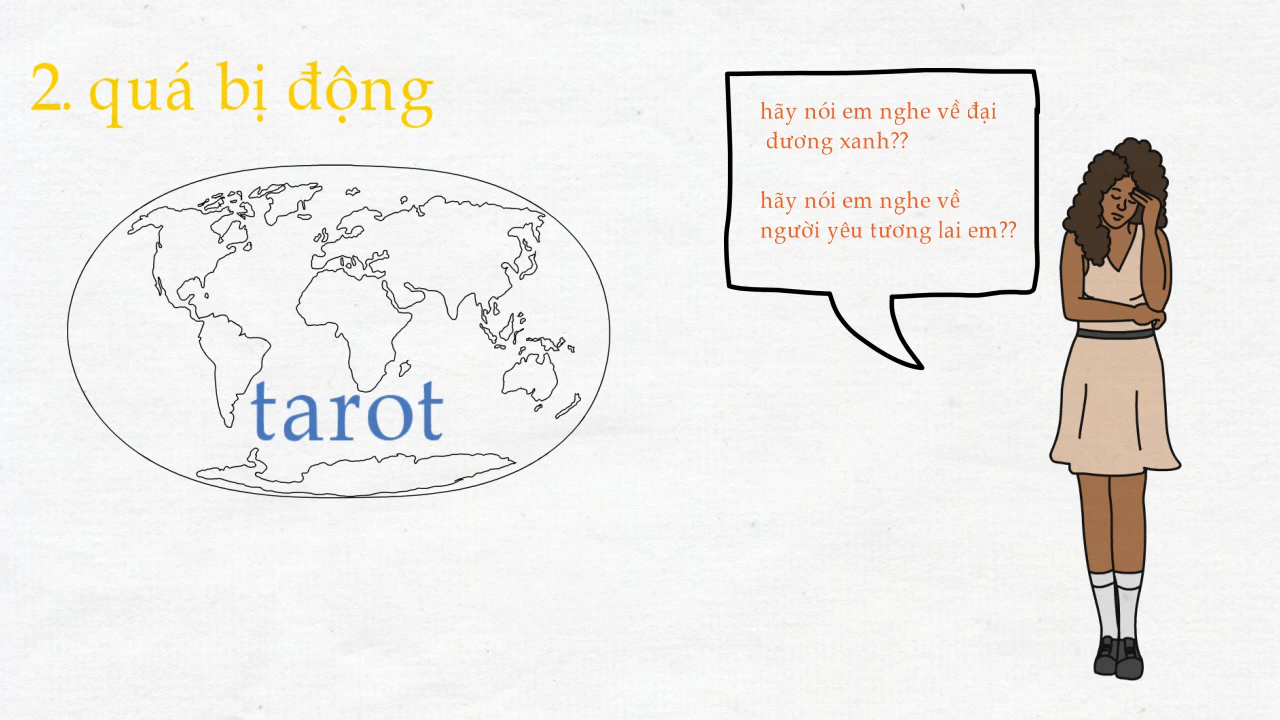 2. quá bị động
hãy nói em nghe về đại
dương xanh??
hãy nói em nghe về
người yêu tương lai em??
tarot